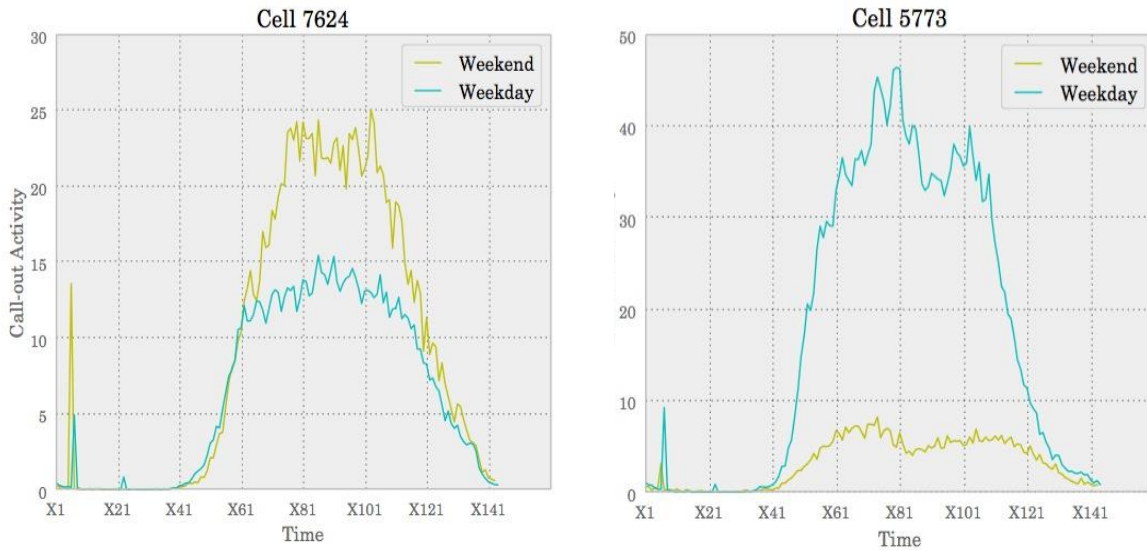 Cell 7624
30
25
20
15
10
5
0
Call-out Activity
Weekend
Weekday
X1 X21 X41 X61 X81 X101 X121 X141
Time
Cell 5773
50
40
30
20
10
0
Weekend
Weekday
X1 X21 X41 X61 X81 X101 X121 X141
Time